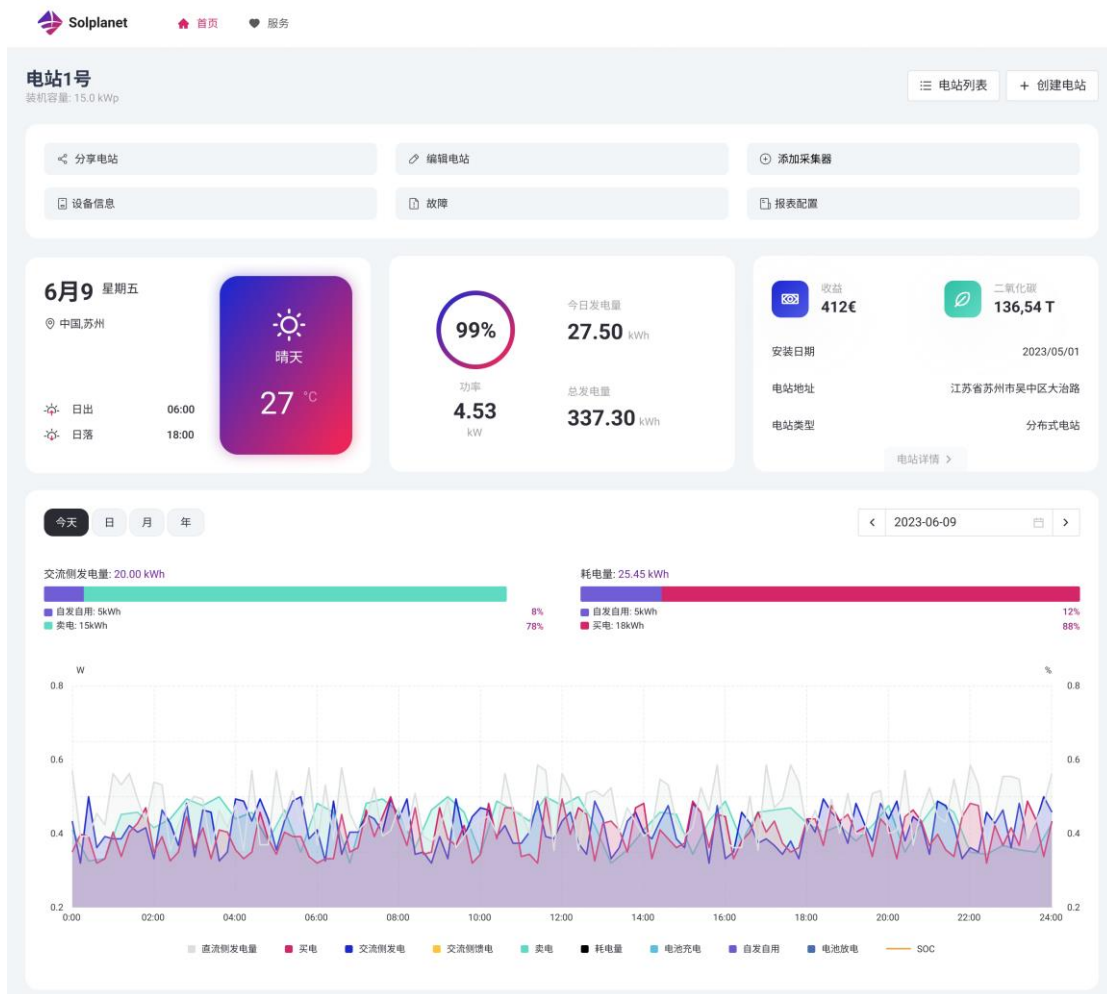 Solplanet 首页 服务
电站1号
装机容量: 15.0 kWp
电站列表 + 创建电站
分享电站 编辑电站 添加采集器
设备信息 故障 报表配置
6月9 星期五
中国,苏州
日出 06:00
日落 18:00
晴天
27 °C
99%
功率
4.53
kW
今日发电量
27.50 kWh
总发电量
337.30 kWh
收益
412€
二氧化碳
136,54 T
安装日期 2023/05/01
电站地址 江苏省苏州市吴中区大治路
电站类型 分布式电站
电站详情 >
今天 日 月 年
< 2023-06-09 >
交流侧发电量: 20.00 kWh
自发自用: 5kWh 8%
卖电: 15kWh 78%
耗电量: 25.45 kWh
自发自用: 5kWh 12%
买电: 18kWh 88%
W %
0.8 0.8
0.6 0.6
0.4 0.4
0.2 0.2
0:00 02:00 04:00 06:00 08:00 10:00 12:00 14:00 16:00 18:00 20:00 22:00 24:00
直流侧发电量 买电 交流侧发电 交流侧馈电 卖电 耗电量 电池充电 自发自用 电池放电 SOC